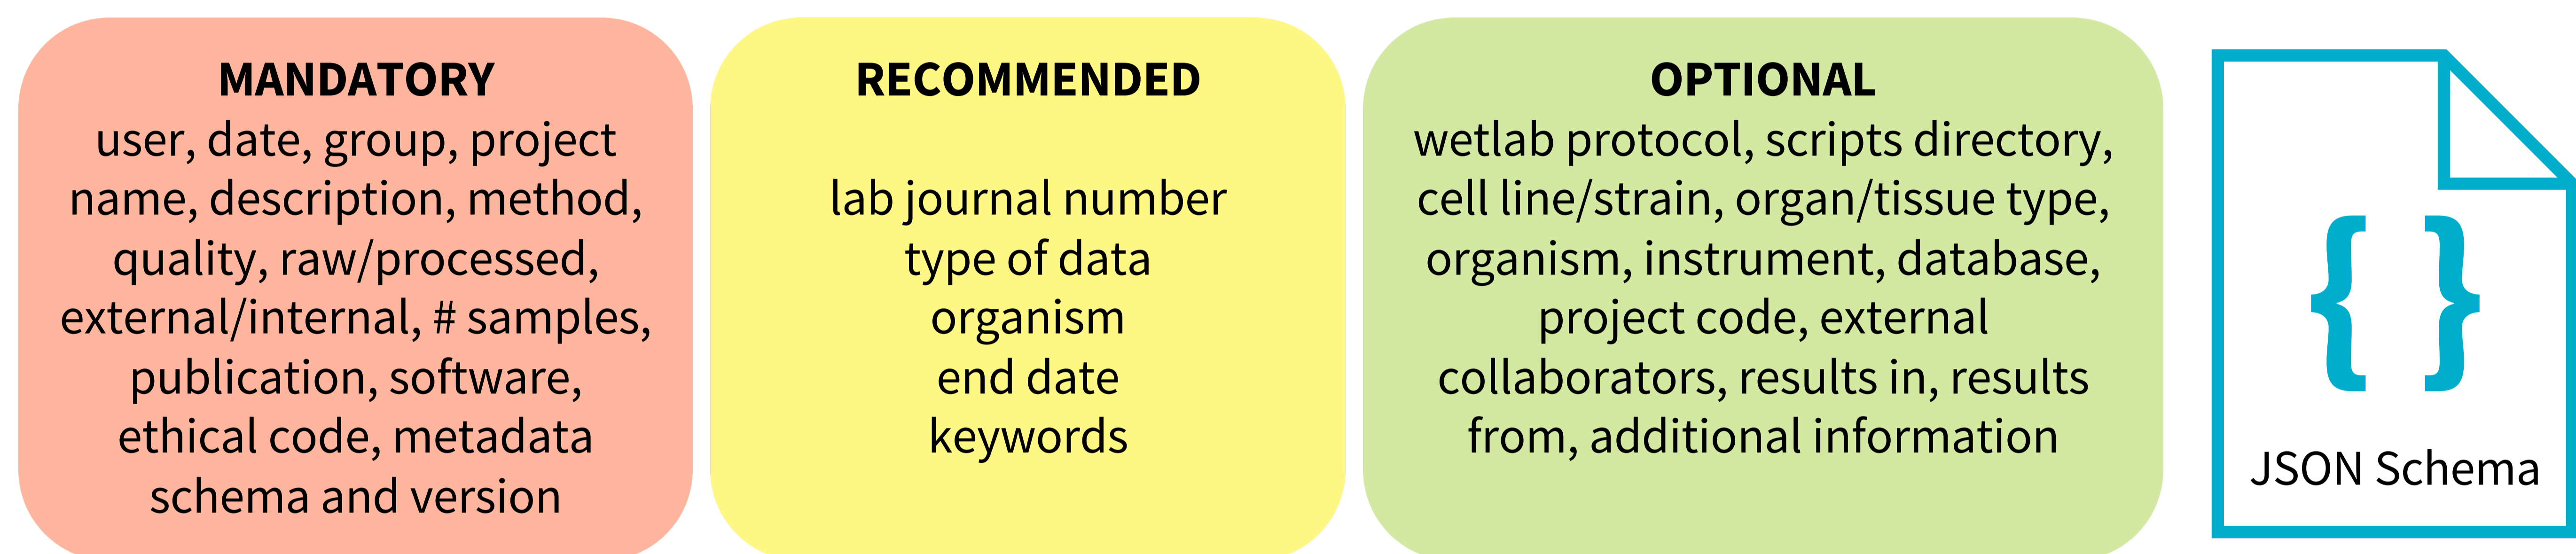 MANDATORY
user, date, group, project
name, description, method,
quality, raw/processed,
external/internal, # samples,
publication, software,
ethical code, metadata
schema and version
RECOMMENDED
lab journal number
type of data
organism
end date
keywords
OPTIONAL
wetlab protocol, scripts directory,
cell line/strain, organ/tissue type,
organism, instrument, database,
project code, external
collaborators, results in, results
from, additional information
{ }
JSON Schema